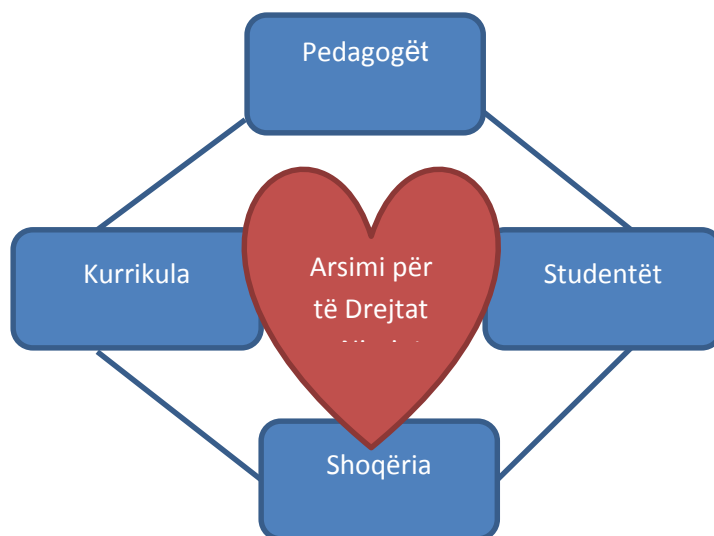 Pedagogët
Kurrikula
Arsimi për
të Drejtat
Studentët
Shoqëria